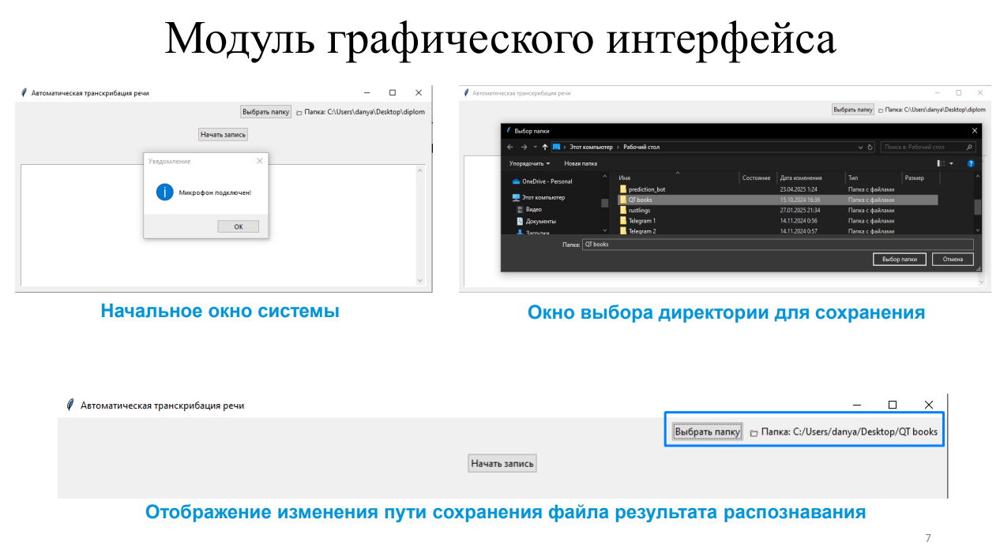 Модуль графического интерфейса
Автоматическая транскрибация речи
Выбрать папку Папка: C:\Users\danya\Desktop\diplom
Начать запись
Уведомление
Микрофон подключен!
ОК
Начальное окно системы
Автоматическая транскрибация речи
Выбрать папку Папка: C:\Users\danya\Desktop\diplom
Выбор папки
Этот компьютер › Рабочий стол
Поиск в: Рабочий стол
Упорядочить Новая папка
OneDrive - Personal
Этот компьютер
Видео
Документы
Загрузки
Имя Состояние Дата изменения Тип Размер
prediction_bot 23.04.2025 1:24 Папка с файлами
QT books 15.10.2024 16:36 Папка с файлами
rustlings 27.01.2025 21:34 Папка с файлами
Telegram 1 14.11.2024 0:56 Папка с файлами
Telegram 2 14.11.2024 0:57 Папка с файлами
Папка: QT books
Выбор папки Отмена
Окно выбора директории для сохранения
Автоматическая транскрибация речи
Выбрать папку Папка: C:/Users/danya/Desktop/QT books
Начать запись
Отображение изменения пути сохранения файла результата распознавания
7